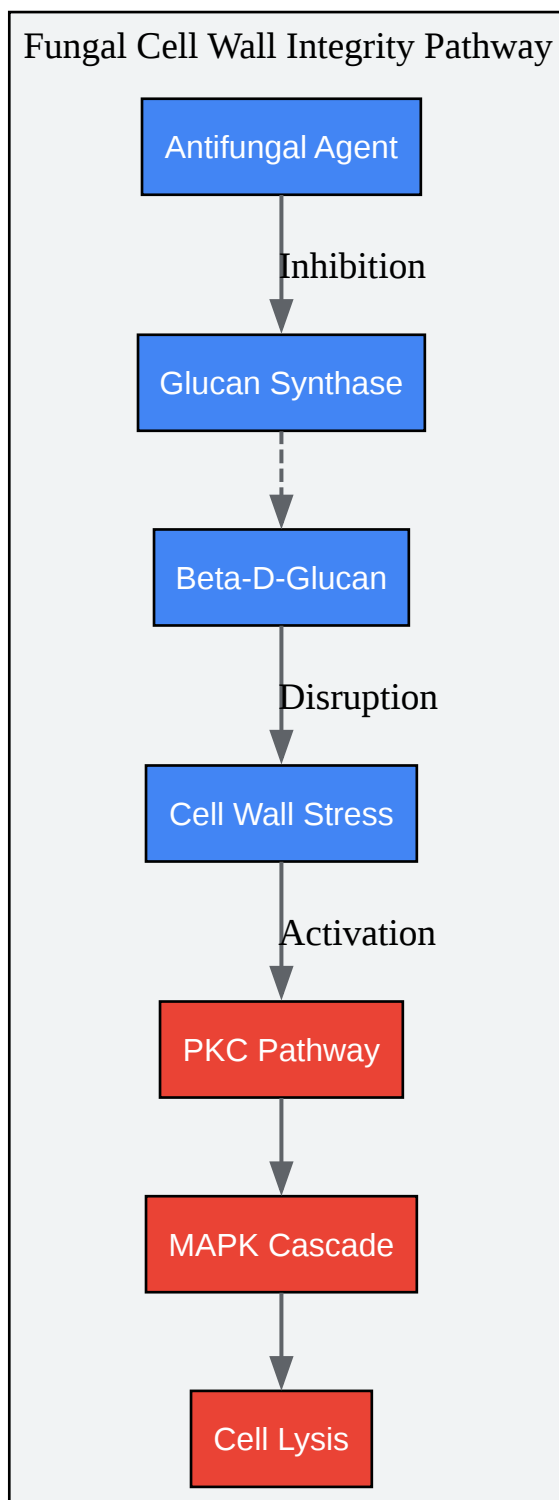 Fungal Cell Wall Integrity Pathway
Antifungal Agent
Inhibition
Glucan Synthase
Beta-D-Glucan
Disruption
Cell Wall Stress
Activation
PKC Pathway
MAPK Cascade
Cell Lysis